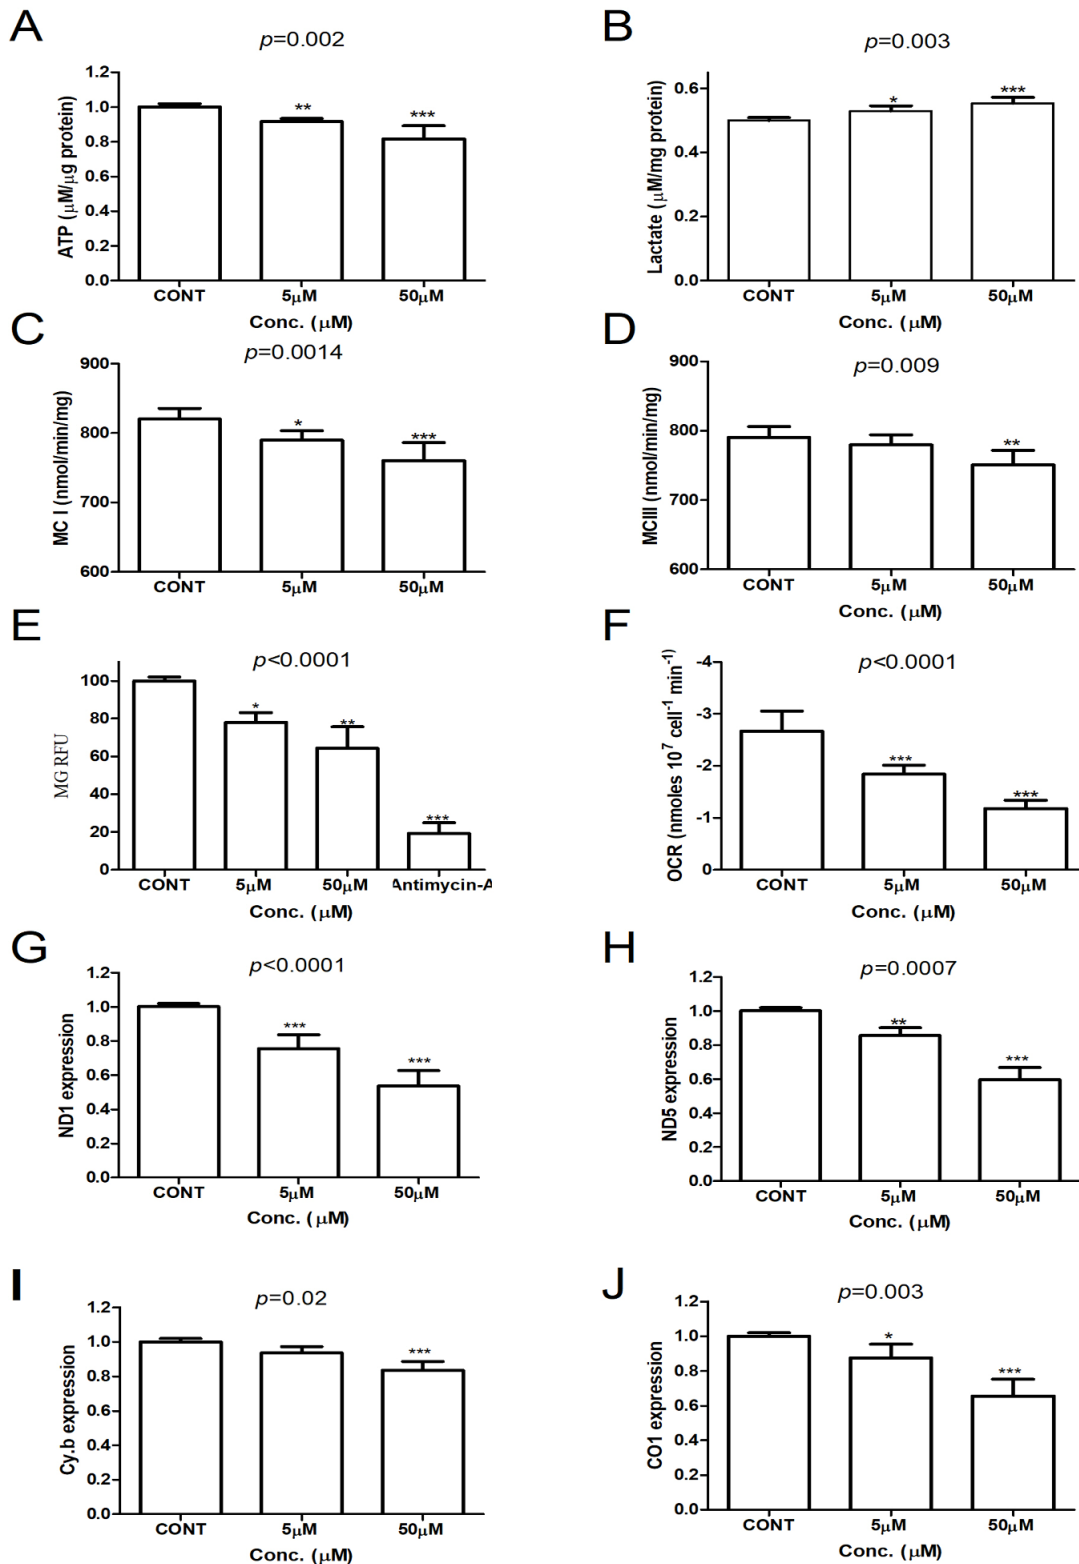 A
p=0.002
ATP (μM/μg protein)
1.2
1.0
0.8
0.6
0.4
0.2
0.0
**
***
CONT 5μM 50μM
Conc. (μM)
B
p=0.003
Lactate (μM/mg protein)
0.6
0.4
0.2
0.0
*
***
CONT 5μM 50μM
Conc. (μM)
C
p=0.0014
MC I (nmol/min/mg)
900
800
700
600
*
***
CONT 5μM 50μM
Conc. (μM)
D
p=0.009
MCIII (nmol/min/mg)
900
800
700
600
**
CONT 5μM 50μM
Conc. (μM)
E
p<0.0001
MG RFU
100
80
60
40
20
0
*
**
***
CONT 5μM 50μM Antimycin-A
Conc. (μM)
F
p<0.0001
OCR (nmoles 10⁷ cell⁻¹ min⁻¹)
-4
-3
-2
-1
0
***
***
CONT 5μM 50μM
Conc. (μM)
G
p<0.0001
ND1 expression
1.2
1.0
0.8
0.6
0.4
0.2
0.0
***
***
CONT 5μM 50μM
Conc. (μM)
H
p=0.0007
ND5 expression
1.2
1.0
0.8
0.6
0.4
0.2
0.0
**
***
CONT 5μM 50μM
Conc. (μM)
I
p=0.02
Cy.b expression
1.2
1.0
0.8
0.6
0.4
0.2
0.0
***
CONT 5μM 50μM
Conc. (μM)
J
p=0.003
CO1 expression
1.2
1.0
0.8
0.6
0.4
0.2
0.0
*
***
CONT 5μM 50μM
Conc. (μM)